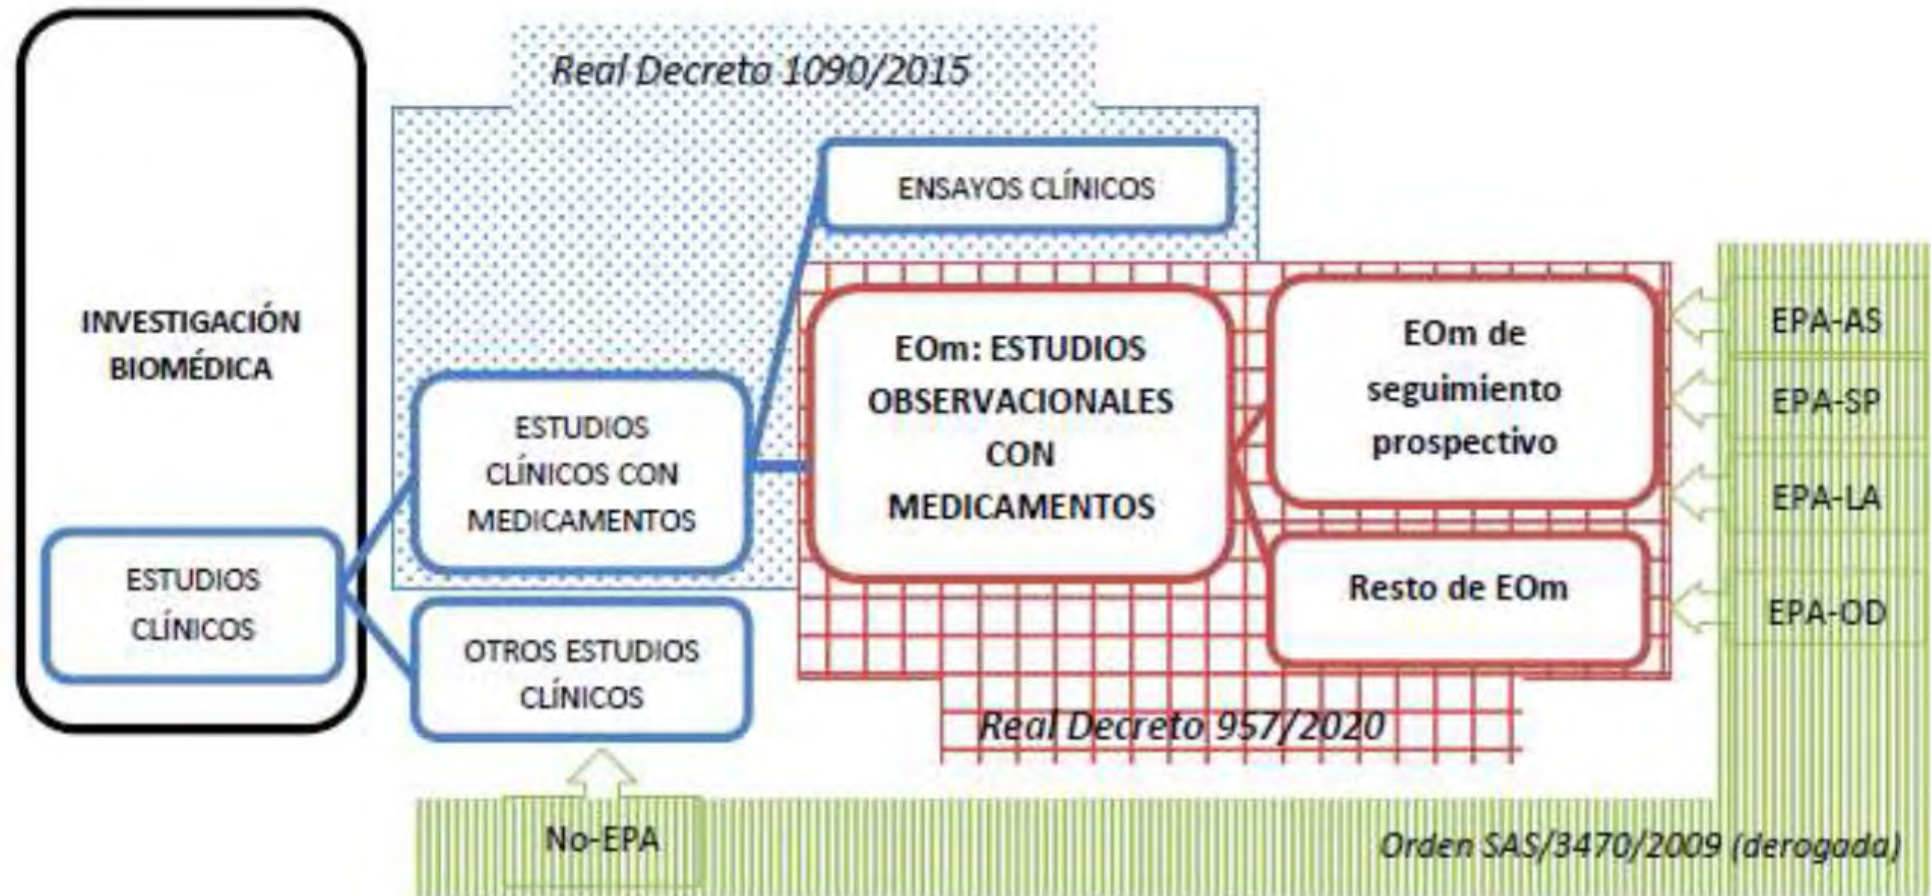 Real Decreto 1090/2015
ENSAYOS CLÍNICOS
INVESTIGACIÓN
BIOMÉDICA
ESTUDIOS
CLÍNICOS
ESTUDIOS
CLÍNICOS CON
MEDICAMENTOS
OTROS ESTUDIOS
CLÍNICOS
EOm: ESTUDIOS
OBSERVACIONALES
CON
MEDICAMENTOS
EOm de
seguimiento
prospectivo
Resto de EOm
EPA-AS
EPA-SP
EPA-LA
EPA-OD
Real Decreto 957/2020
No-EPA
Orden SAS/3470/2009 (derogada)